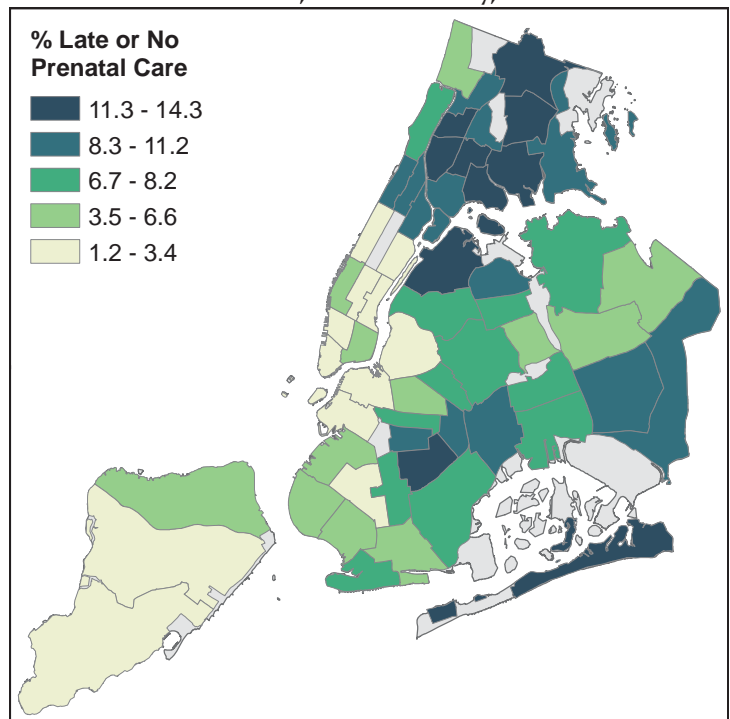 % Late or No
Prenatal Care
11.3 - 14.3
8.3 - 11.2
6.7 - 8.2
3.5 - 6.6
1.2 - 3.4